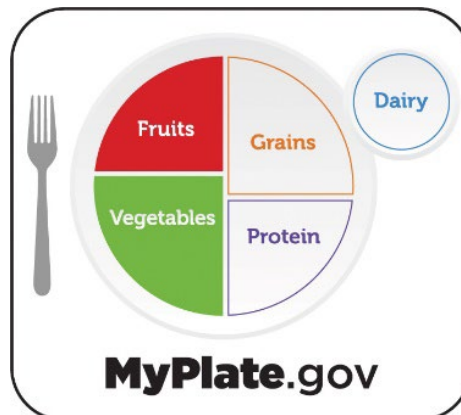 Fruits
Grains
Dairy
Vegetables
Protein
MyPlate.gov